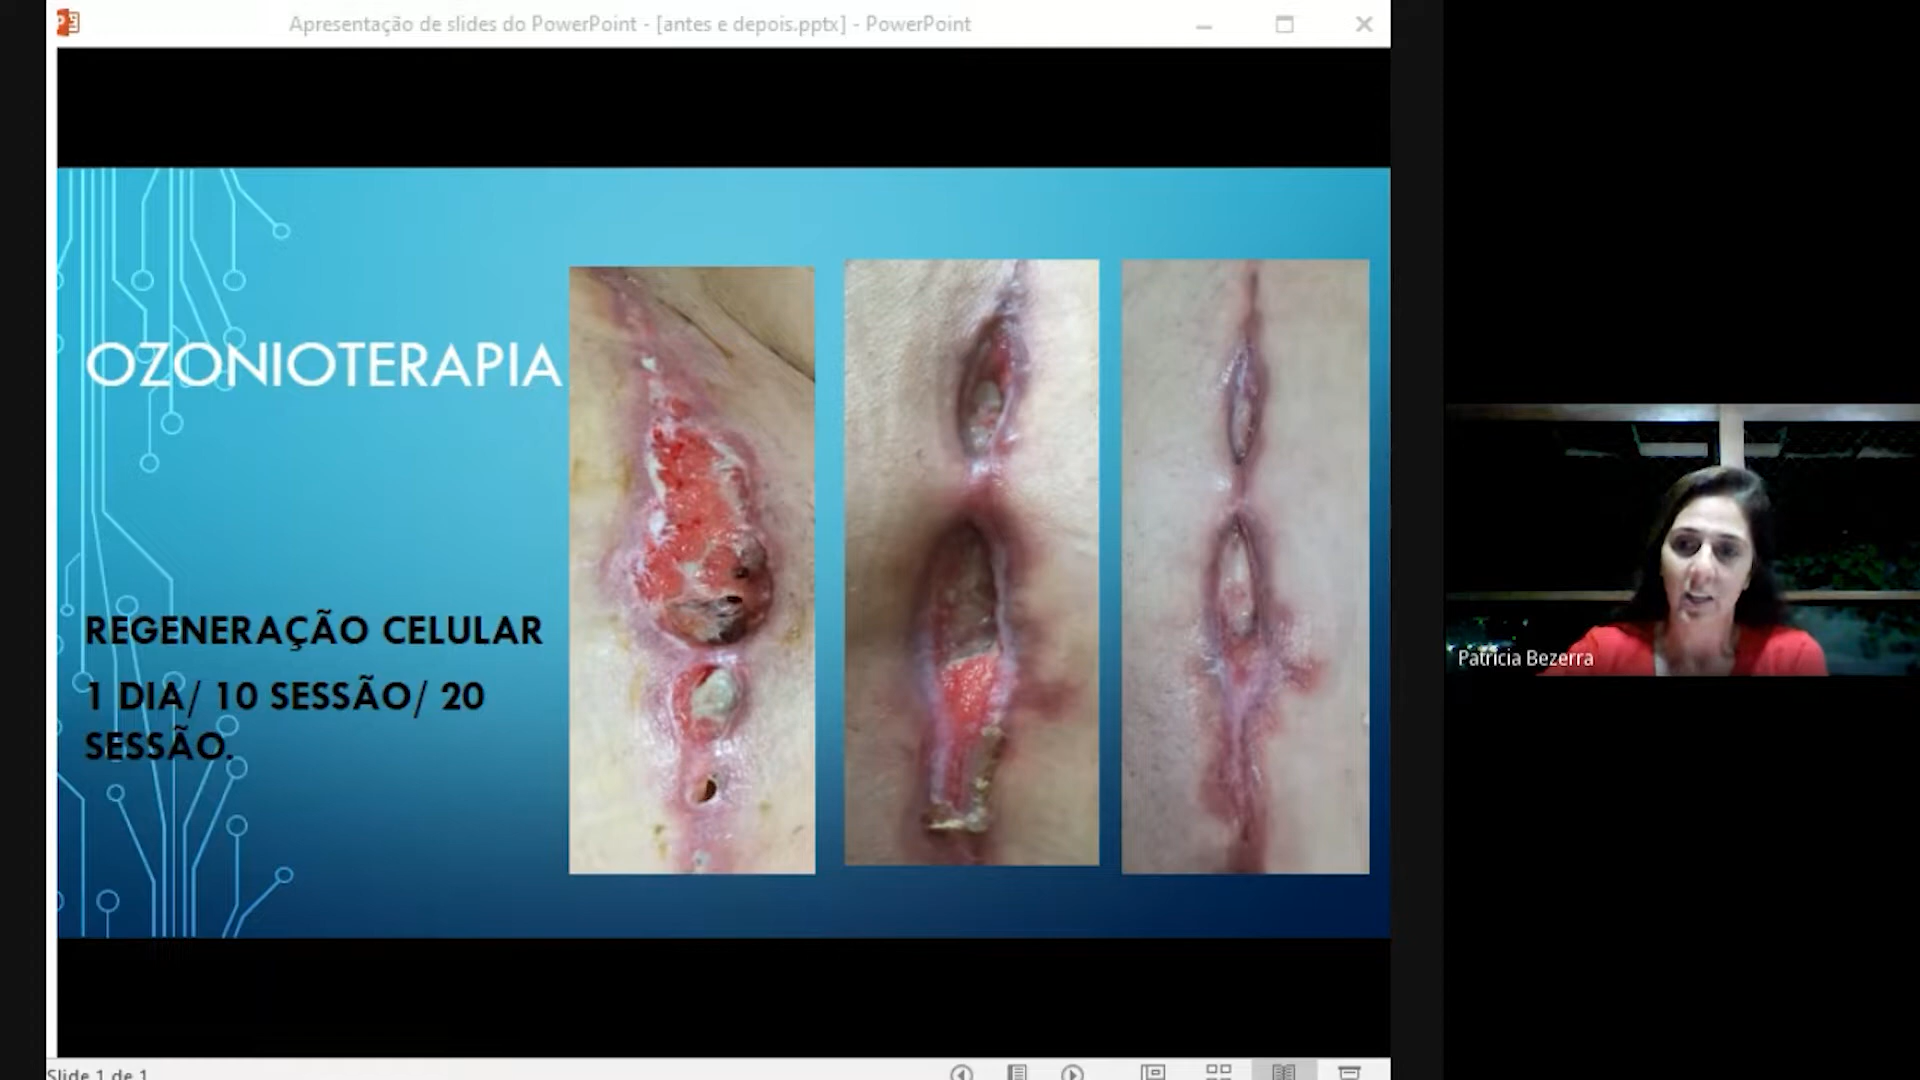 Apresentação de slides do PowerPoint - [antes e depois.pptx] - PowerPoint
OZONIOTERAPIA
REGENERAÇÃO CELULAR
1 DIA/ 10 SESSÃO/ 20
SESSÃO.
Patricia Bezerra
Slide 1 de 1